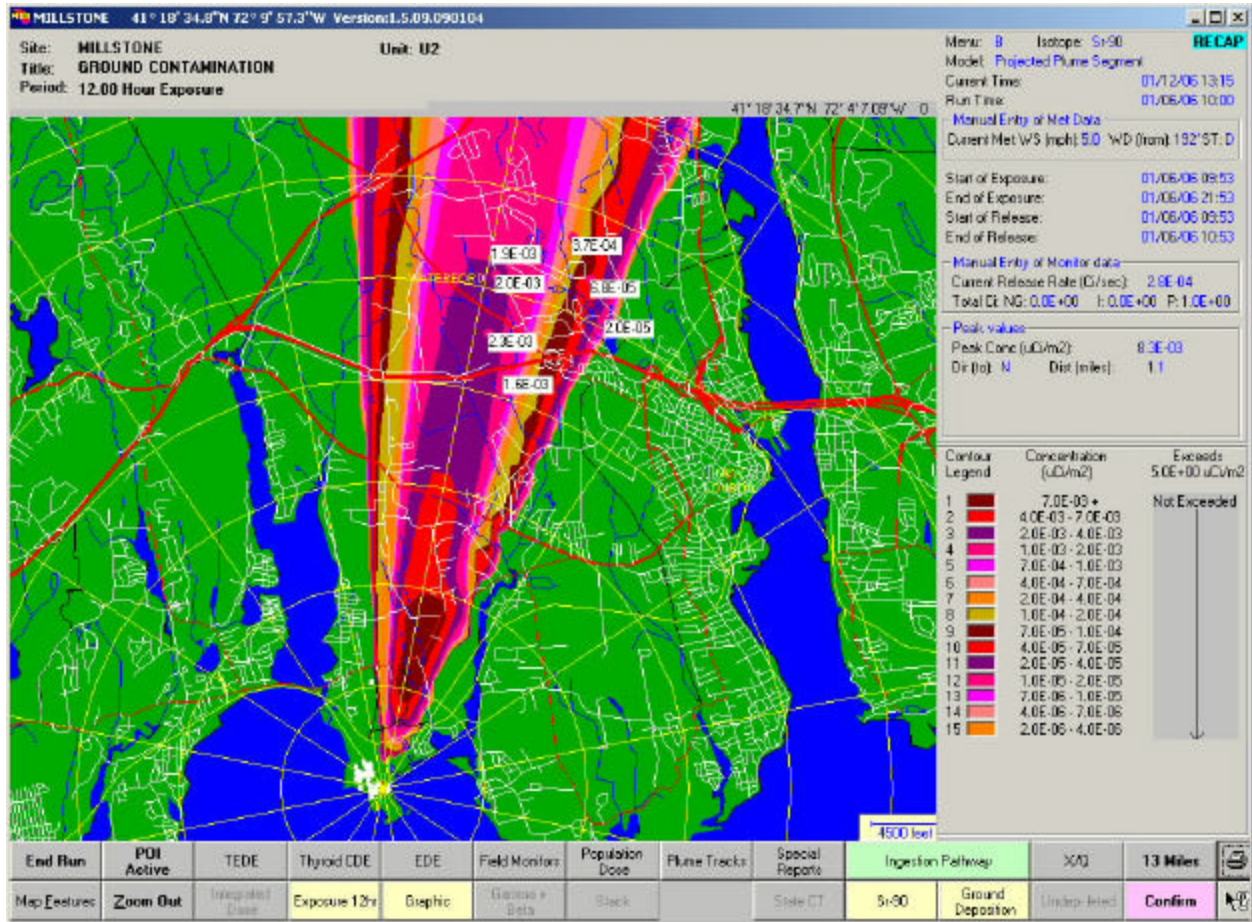 MILLSTONE 41° 18' 34.8"N 72° 9' 57.3"W Version:1.5.09.090104
Site: MILLSTONE Unit: U2
Title: GROUND CONTAMINATION
Period: 12.00 Hour Exposure
41° 18'34.7"N 72° 4'7.09"W 0
Menu: B Isotope: Sr-90 RECAP
Model: Projected Plume Segment
Current Time: 01/12/06 13:15
Run Time: 01/06/06 10:00
Manual Entry of Met Data
Current Met WS (mph): 5.0 WD (from): 192° ST: D
Start of Exposure: 01/06/06 09:53
End of Exposure: 01/06/06 21:53
Start of Release: 01/06/06 09:53
End of Release: 01/06/06 10:53
Manual Entry of Monitor data
Current Release Rate (Ci/sec): 2.8E-04
Total Ci: NG: 0.0E+00 I: 0.0E+00 P: 1.0E+00
Peak values
Peak Conc (uCi/m2): 8.3E-03
Dir (to): N Dist (miles): 1.1
Contour Legend Concentration (uCi/m2) Exceeds 5.0E+00 uCi/m2
1 7.0E-03 + Not Exceeded
2 4.0E-03 - 7.0E-03
3 2.0E-03 - 4.0E-03
4 1.0E-03 - 2.0E-03
5 7.0E-04 - 1.0E-03
6 4.0E-04 - 7.0E-04
7 2.0E-04 - 4.0E-04
8 1.0E-04 - 2.0E-04
9 7.0E-05 - 1.0E-04
10 4.0E-05 - 7.0E-05
11 2.0E-05 - 4.0E-05
12 1.0E-05 - 2.0E-05
13 7.0E-06 - 1.0E-05
14 4.0E-06 - 7.0E-06
15 2.0E-06 - 4.0E-06
1.9E-03
3.7E-04
WATERFORD
2.0E-03
6.8E-05
2.0E-05
2.3E-03
1.6E-03
4500 feet
End Run
POI Active
TEDE
Thyroid CDE
EDE
Field Monitors
Population Dose
Plume Tracks
Special Reports
Ingestion Pathway
X/Q
13 Miles
Map Features
Zoom Out
Integrated Dose
Exposure 12hr
Graphic
Gamma + Beta
State CT
Sr-90
Ground Deposition
Confirm